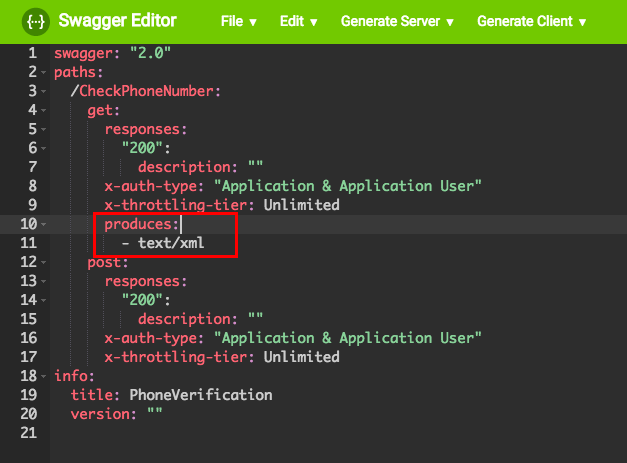 {··} Swagger Editor File ▼ Edit ▼ Generate Server ▼ Generate Client ▼
1 swagger: "2.0"
2 paths:
3   /CheckPhoneNumber:
4     get:
5       responses:
6         "200":
7           description: ""
8       x-auth-type: "Application & Application User"
9       x-throttling-tier: Unlimited
10       produces:
11         - text/xml
12     post:
13       responses:
14         "200":
15           description: ""
16       x-auth-type: "Application & Application User"
17       x-throttling-tier: Unlimited
18 info:
19   title: PhoneVerification
20   version: ""
21